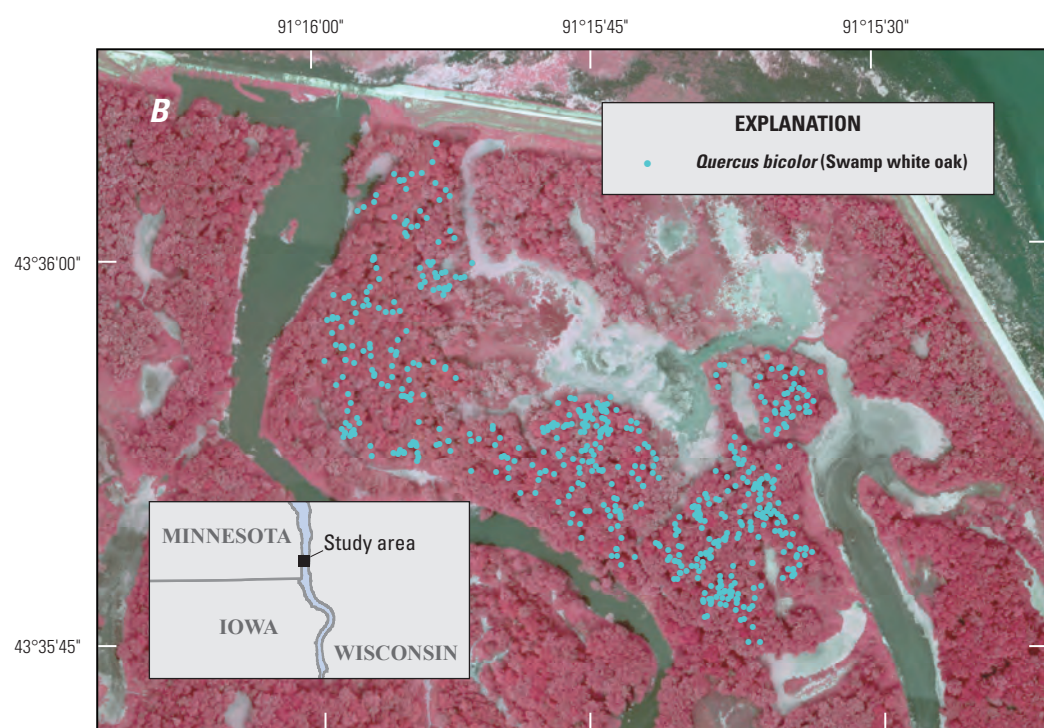 91°16'00" 91°15'45" 91°15'30"
B
EXPLANATION
Quercus bicolor (Swamp white oak)
43°36'00"
MINNESOTA
Study area
IOWA
WISCONSIN
43°35'45"